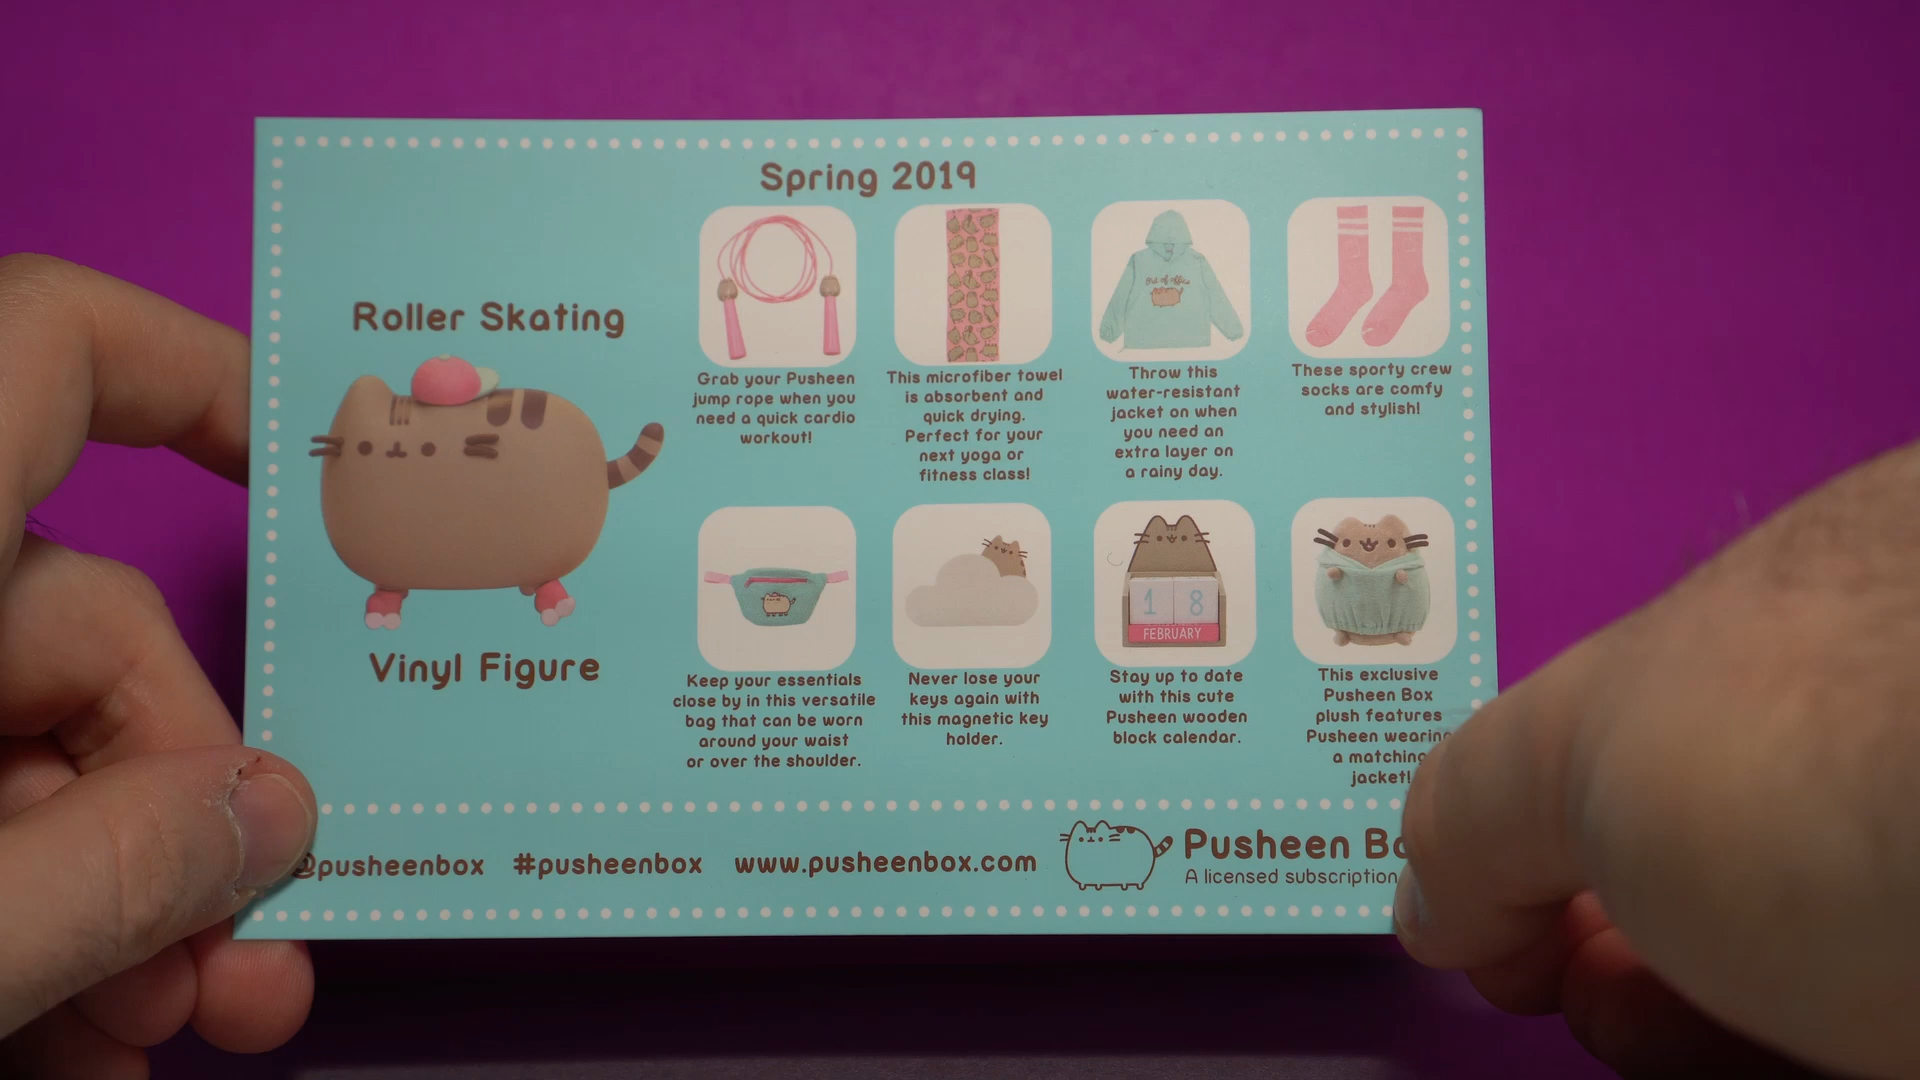 Spring 2019
Roller Skating
Vinyl Figure
Grab your Pusheen
jump rope when you
need a quick cardio
workout!
This microfiber towel
is absorbent and
quick drying.
Perfect for your
next yoga or
fitness class!
Out of office
Throw this
water-resistant
jacket on when
you need an
extra layer on
a rainy day.
These sporty crew
socks are comfy
and stylish!
Keep your essentials
close by in this versatile
bag that can be worn
around your waist
or over the shoulder.
Never lose your
keys again with
this magnetic key
holder.
1 8
FEBRUARY
Stay up to date
with this cute
Pusheen wooden
block calendar.
This exclusive
Pusheen Box
plush features
Pusheen wearing
a matching
jacket!
@pusheenbox #pusheenbox www.pusheenbox.com
Pusheen
A licensed subscription